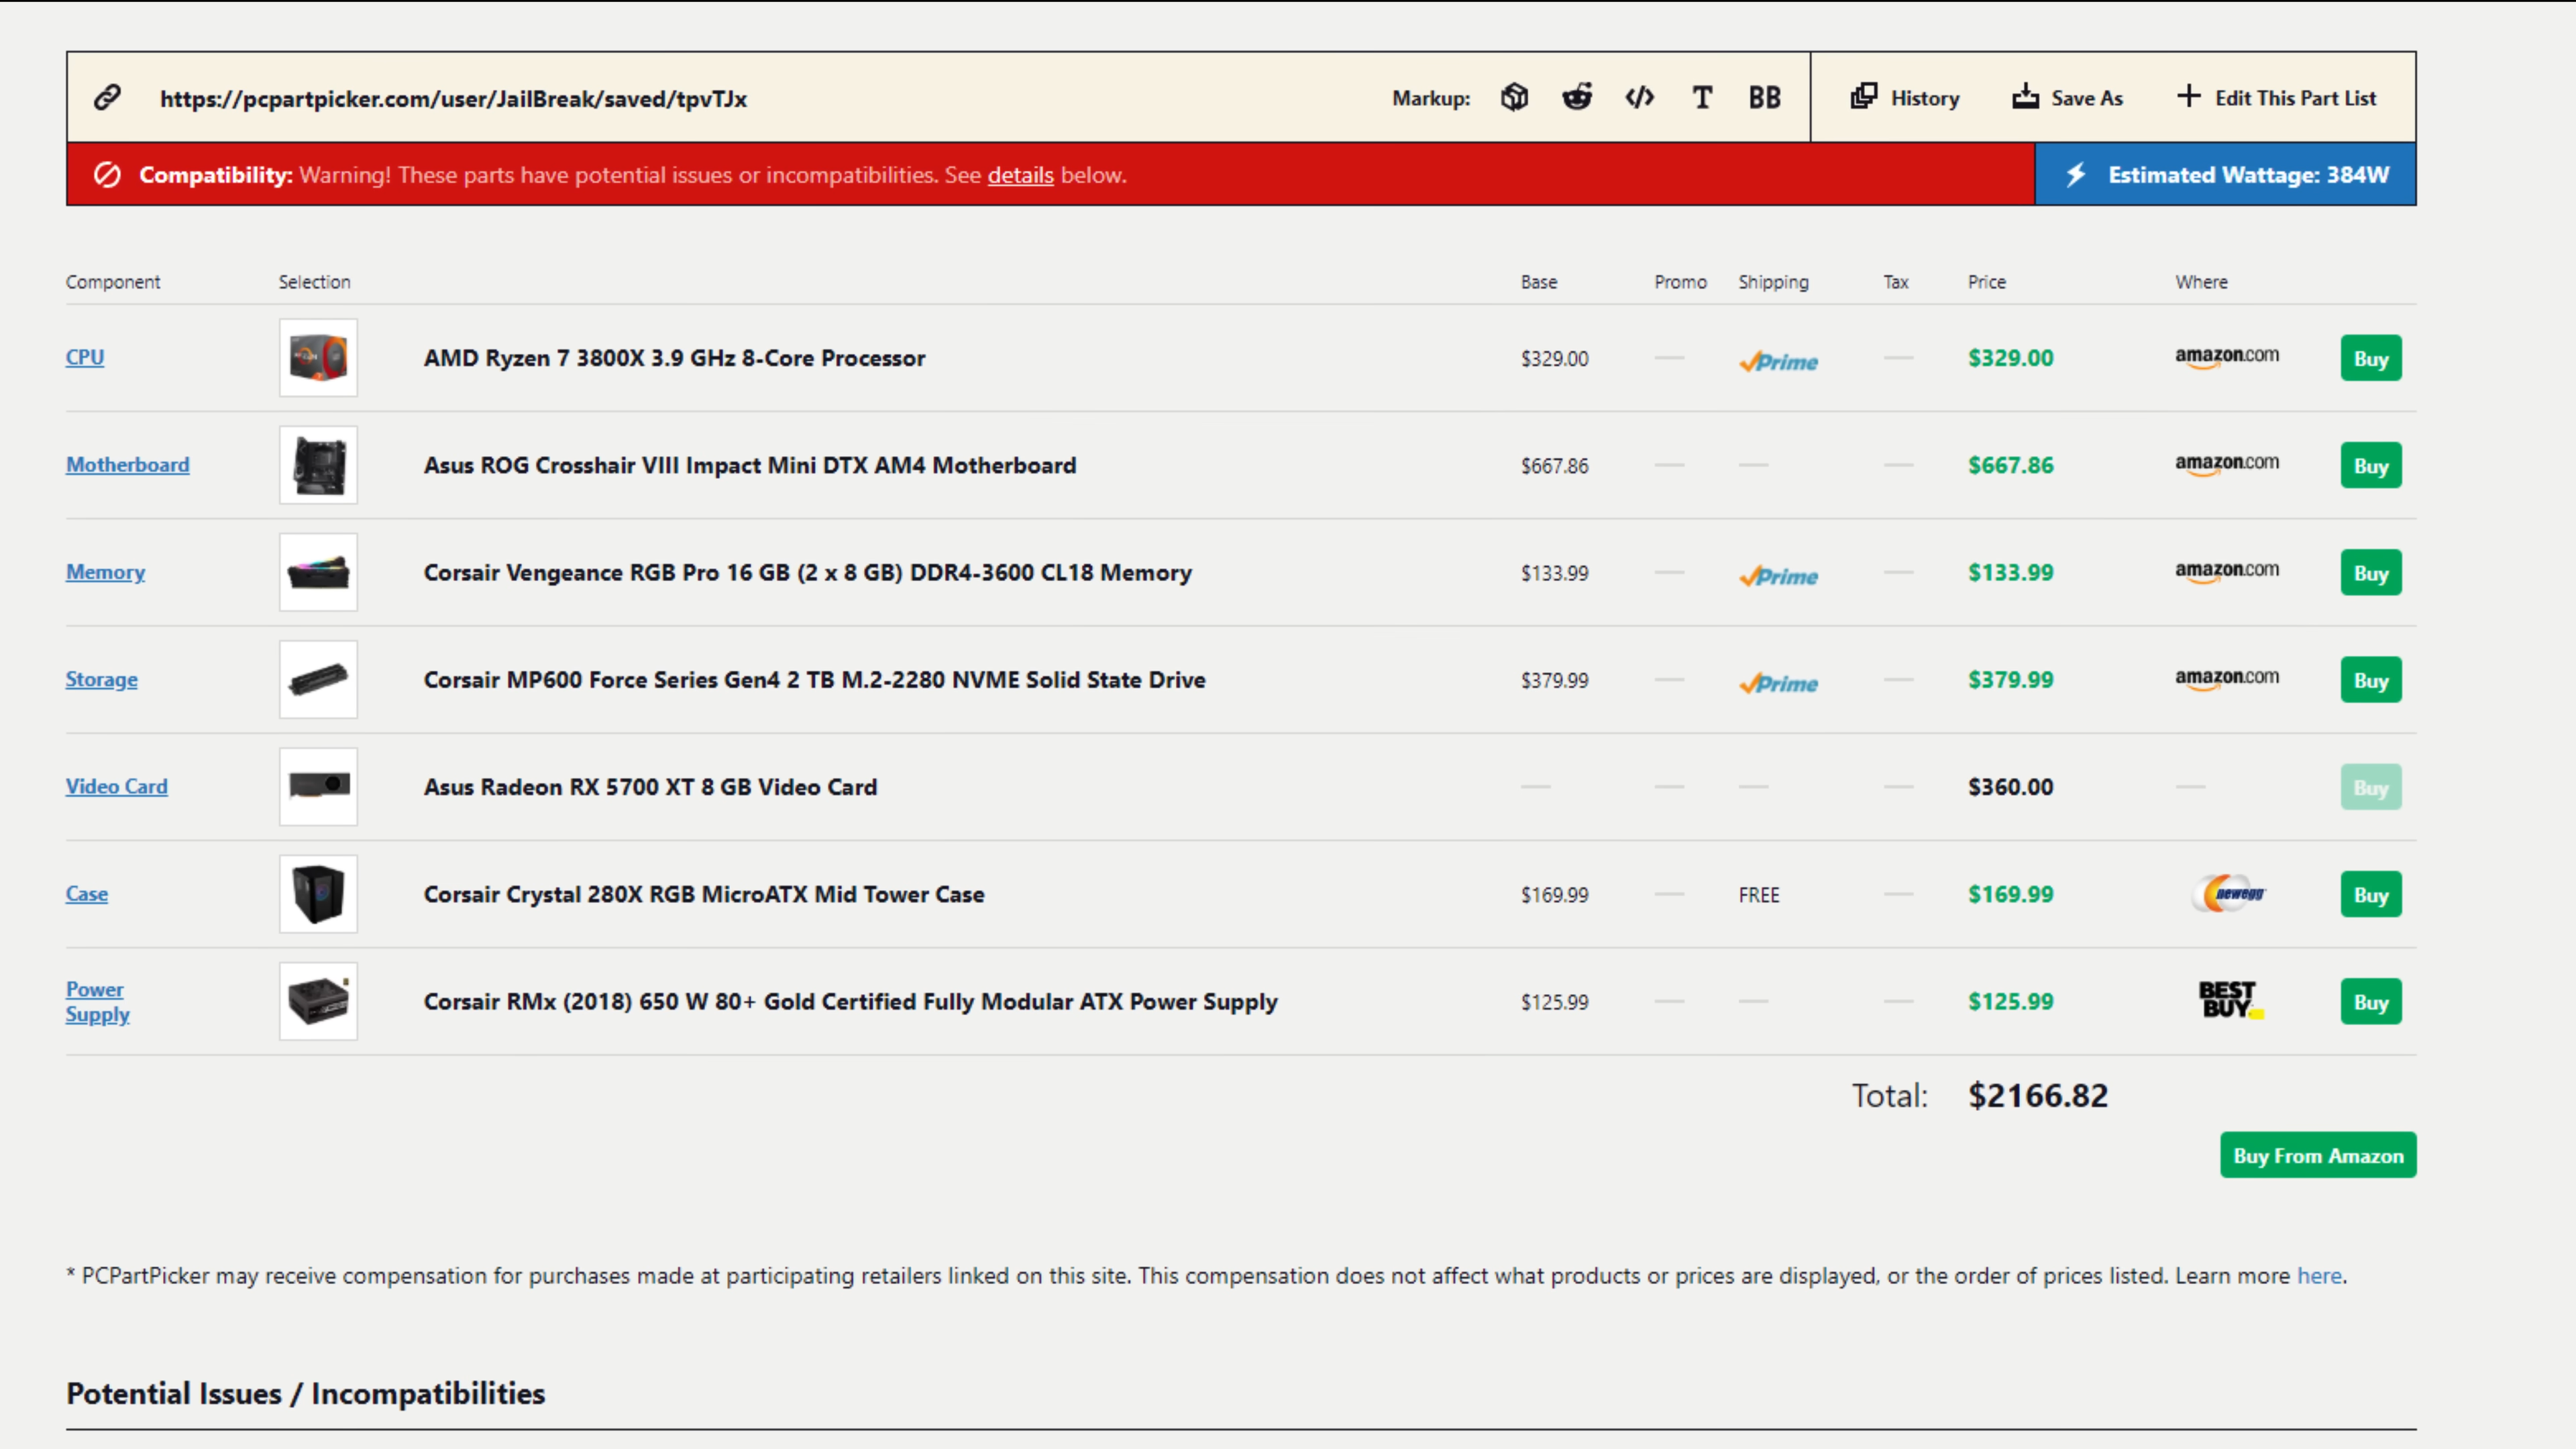 https://pcpartpicker.com/user/JailBreak/saved/tpvTJx Markup: T BB History Save As Edit This Part List
Compatibility: Warning! These parts have potential issues or incompatibilities. See details below. Estimated Wattage: 384W
Component Selection Base Promo Shipping Tax Price Where
CPU AMD Ryzen 7 3800X 3.9 GHz 8-Core Processor $329.00 — Prime — $329.00 amazon.com Buy
Motherboard Asus ROG Crosshair VIII Impact Mini DTX AM4 Motherboard $667.86 — — — $667.86 amazon.com Buy
Memory Corsair Vengeance RGB Pro 16 GB (2 x 8 GB) DDR4-3600 CL18 Memory $133.99 — Prime — $133.99 amazon.com Buy
Storage Corsair MP600 Force Series Gen4 2 TB M.2-2280 NVME Solid State Drive $379.99 — Prime — $379.99 amazon.com Buy
Video Card Asus Radeon RX 5700 XT 8 GB Video Card — — — — $360.00 — Buy
Case Corsair Crystal 280X RGB MicroATX Mid Tower Case $169.99 — FREE — $169.99 newegg Buy
Power Supply Corsair RMx (2018) 650 W 80+ Gold Certified Fully Modular ATX Power Supply $125.99 — — — $125.99 BEST BUY Buy
Total: $2166.82
Buy From Amazon
* PCPartPicker may receive compensation for purchases made at participating retailers linked on this site. This compensation does not affect what products or prices are displayed, or the order of prices listed. Learn more here.
Potential Issues / Incompatibilities